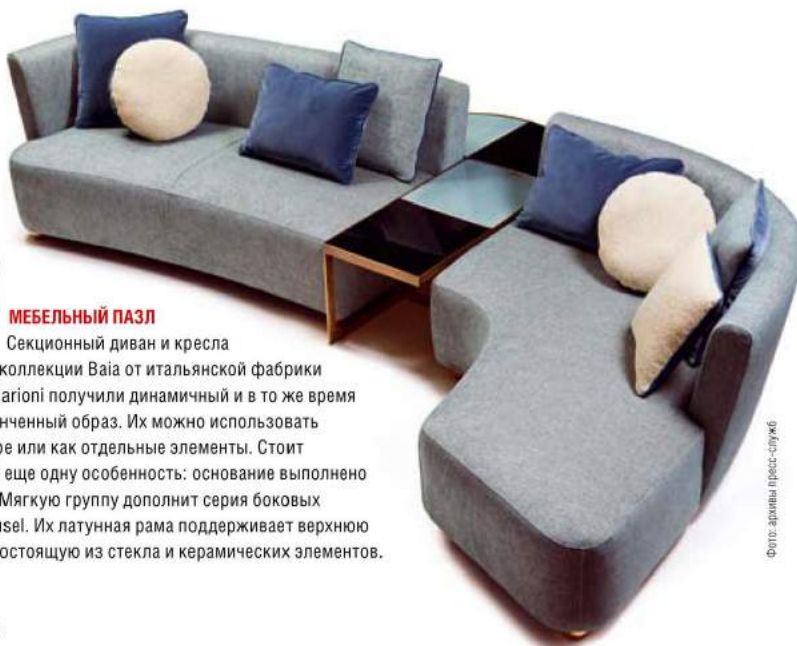 МЕБЕЛЬНЫЙ ПАЗЛ
Секционный диван и кресла
коллекции Baia от итальянской фабрики
arioni получили динамичный и в то же время
нченный образ. Их можно использовать
ре или как отдельные элементы. Стоит
еще одну особенность: основание выполнено
Мягкую группу дополнит серия боковых
nsel. Их латунная рама поддерживает верхнюю
остоящую из стекла и керамических элементов.
Фото: архивы пресс-служб